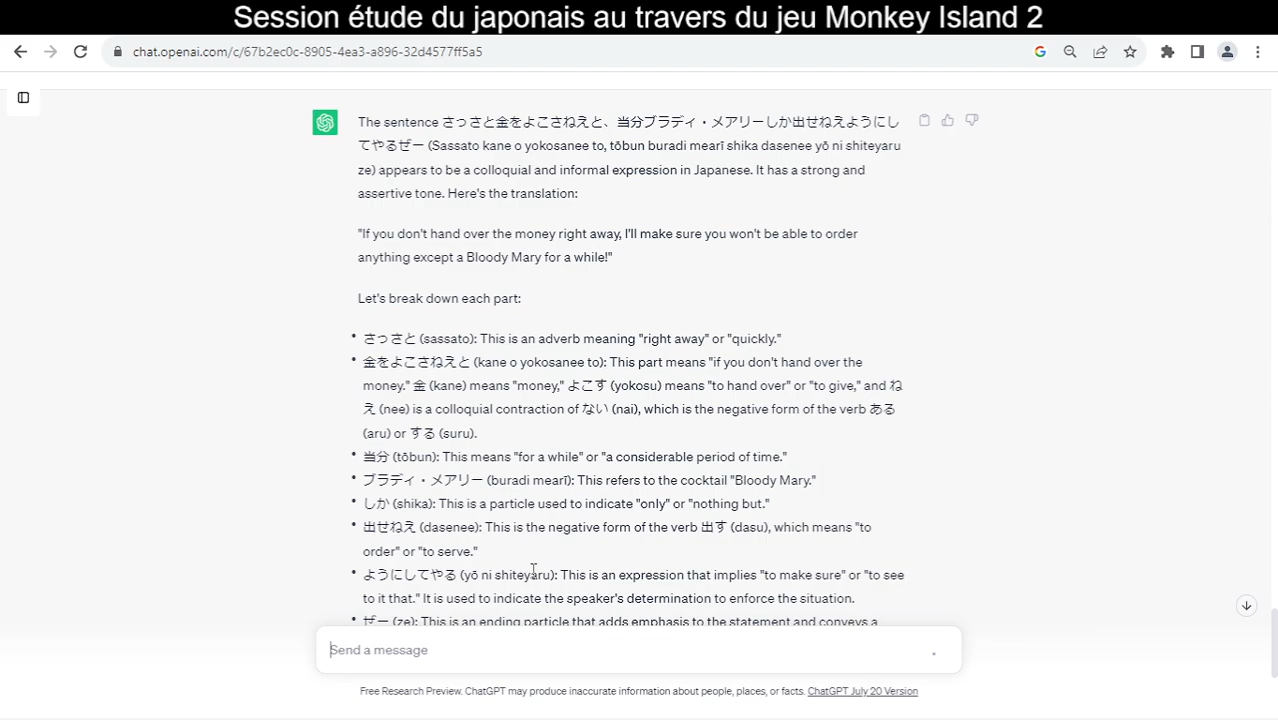 Session étude du japonais au travers du jeu Monkey Island 2
chat.openai.com/c/67b2ec0c-8905-4ea3-a896-32d4577ff5a5
The sentence さっさと金をよこさねえと、当分ブラディ・メアリーしか出せねえようにし
てやるぜー (Sassato kane o yokosanee to, tōbun buradi mearī shika dasenee yō ni shiteyaru
ze) appears to be a colloquial and informal expression in Japanese. It has a strong and
assertive tone. Here's the translation:
"If you don't hand over the money right away, I'll make sure you won't be able to order
anything except a Bloody Mary for a while!"
Let's break down each part:
• さっさと (sassato): This is an adverb meaning "right away" or "quickly."
• 金をよこさねえと (kane o yokosanee to): This part means "if you don't hand over the
money." 金 (kane) means "money," よこす (yokosu) means "to hand over" or "to give," and ね
え (nee) is a colloquial contraction of ない (nai), which is the negative form of the verb ある
(aru) or する (suru).
• 当分 (tōbun): This means "for a while" or "a considerable period of time."
• ブラディ・メアリー (buradi mearī): This refers to the cocktail "Bloody Mary."
• しか (shika): This is a particle used to indicate "only" or "nothing but."
• 出せねえ (dasenee): This is the negative form of the verb 出す (dasu), which means "to
order" or "to serve."
• ようにしてやる (yō ni shiteyaru): This is an expression that implies "to make sure" or "to see
to it that." It is used to indicate the speaker's determination to enforce the situation.
• ぜー (ze): This is an ending particle that adds emphasis to the statement and conveys a
Send a message
Free Research Preview. ChatGPT may produce inaccurate information about people, places, or facts. ChatGPT July 20 Version